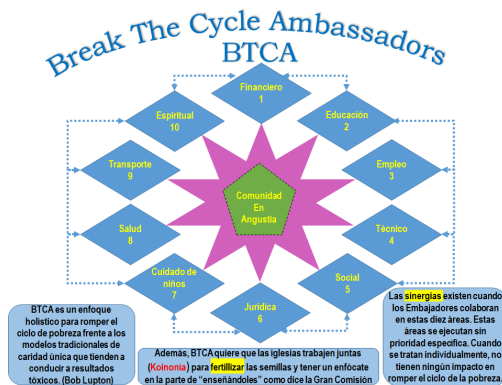 Break The Cycle Ambassadors
BTCA
Financiero
1
Educación
2
Empleo
3
Técnico
4
Social
5
Jurídica
6
Cuidado de
niños
7
Salud
8
Transporte
9
Espiritual
10
Comunidad
En
Angustia
BTCA es un enfoque
holístico para romper el
ciclo de pobreza frente a los
modelos tradicionales de
caridad única que tienden a
conducir a resultados
tóxicos. (Bob Lupton)
Además, BTCA quiere que las iglesias trabajen juntas
(Koinonia) para fertillizar las semillas y tener un enfócate
en la parte de “enseñándoles” como dice la Gran Comisión
Las sinergias existen cuando
los Embajadores colaboran
en estas diez áreas. Estas
áreas se ejecutan sin
prioridad específica. Cuando
se tratan individualmente, no
tienen ningún impacto en
romper el ciclo de la pobreza